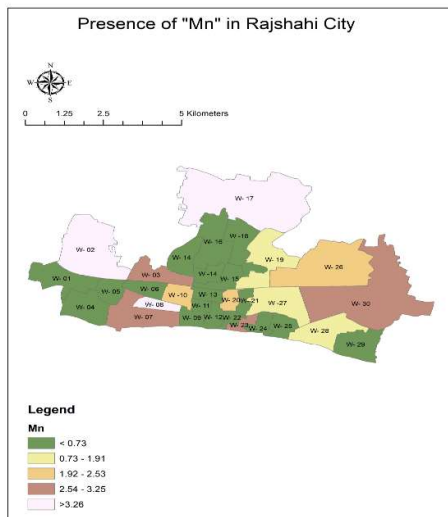 Presence of "Mn" in Rajshahi City
N
W E
S
0 1.25 2.5 5 Kilometers
W- 17
W- 16
W -18
W- 02
W- 14
W- 19
W- 03
W- 26
W- 01
W -14
W- 15
W- 05
W- 06
W- 10
W- 13
W- 20
W- 21
W- 27
W- 30
W- 04
W- 08
W- 11
W- 07
W- 09
W- 12
W- 22
W- 23
W- 24
W- 25
W- 28
W- 29
Legend
Mn
< 0.73
0.73 - 1.91
1.92 - 2.53
2.54 - 3.25
>3.26